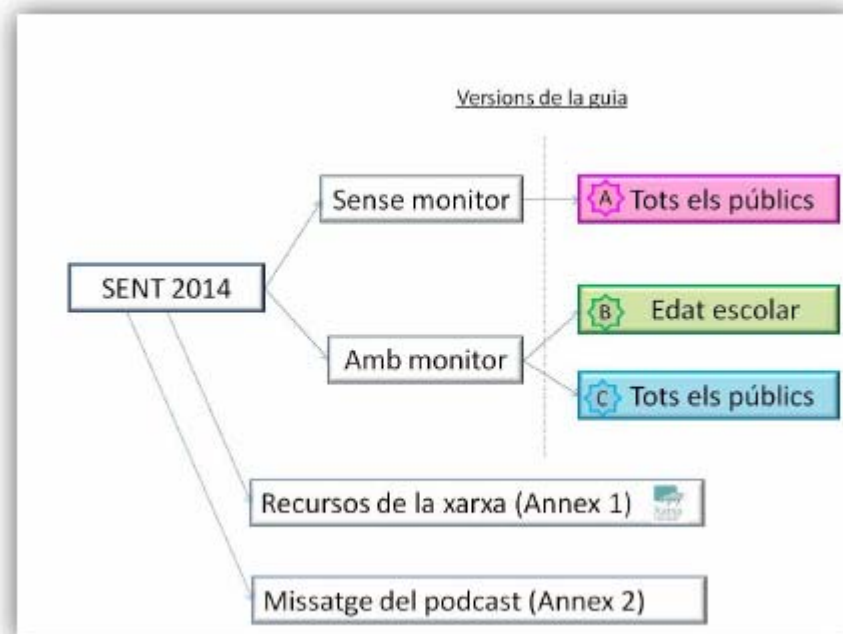 Versions de la guia
Sense monitor
A Tots els públics
SENT 2014
B Edat escolar
Amb monitor
C Tots els públics
Recursos de la xarxa (Annex 1)
Missatge del podcast (Annex 2)